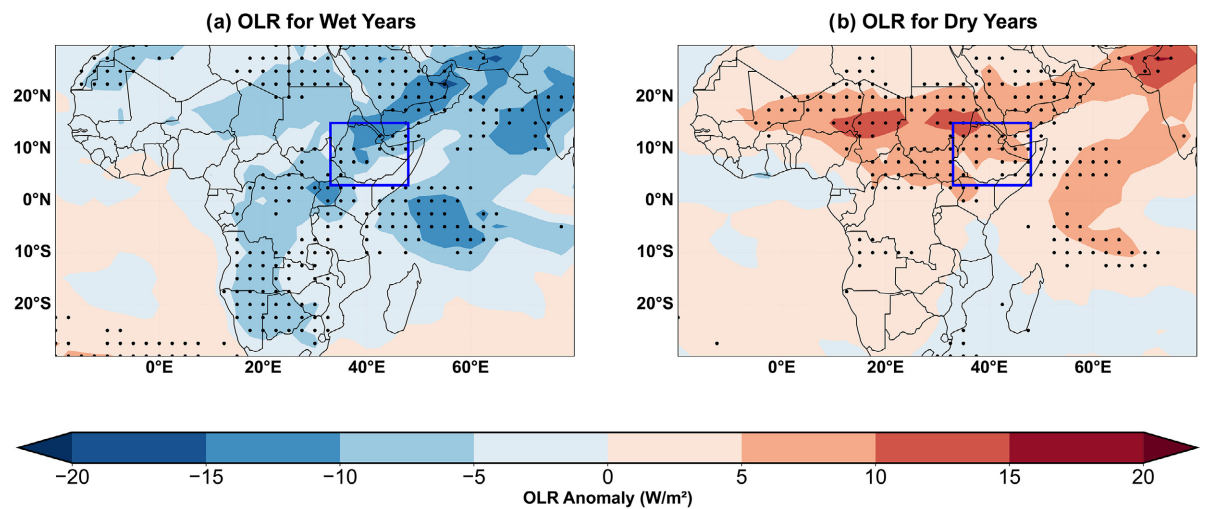 (a) OLR for Wet Years
(b) OLR for Dry Years
20°N
10°N
0°N
10°S
20°S
0°E 20°E 40°E 60°E
20°N
10°N
0°N
10°S
20°S
0°E 20°E 40°E 60°E
−20 −15 −10 −5 0 5 10 15 20
OLR Anomaly (W/m²)